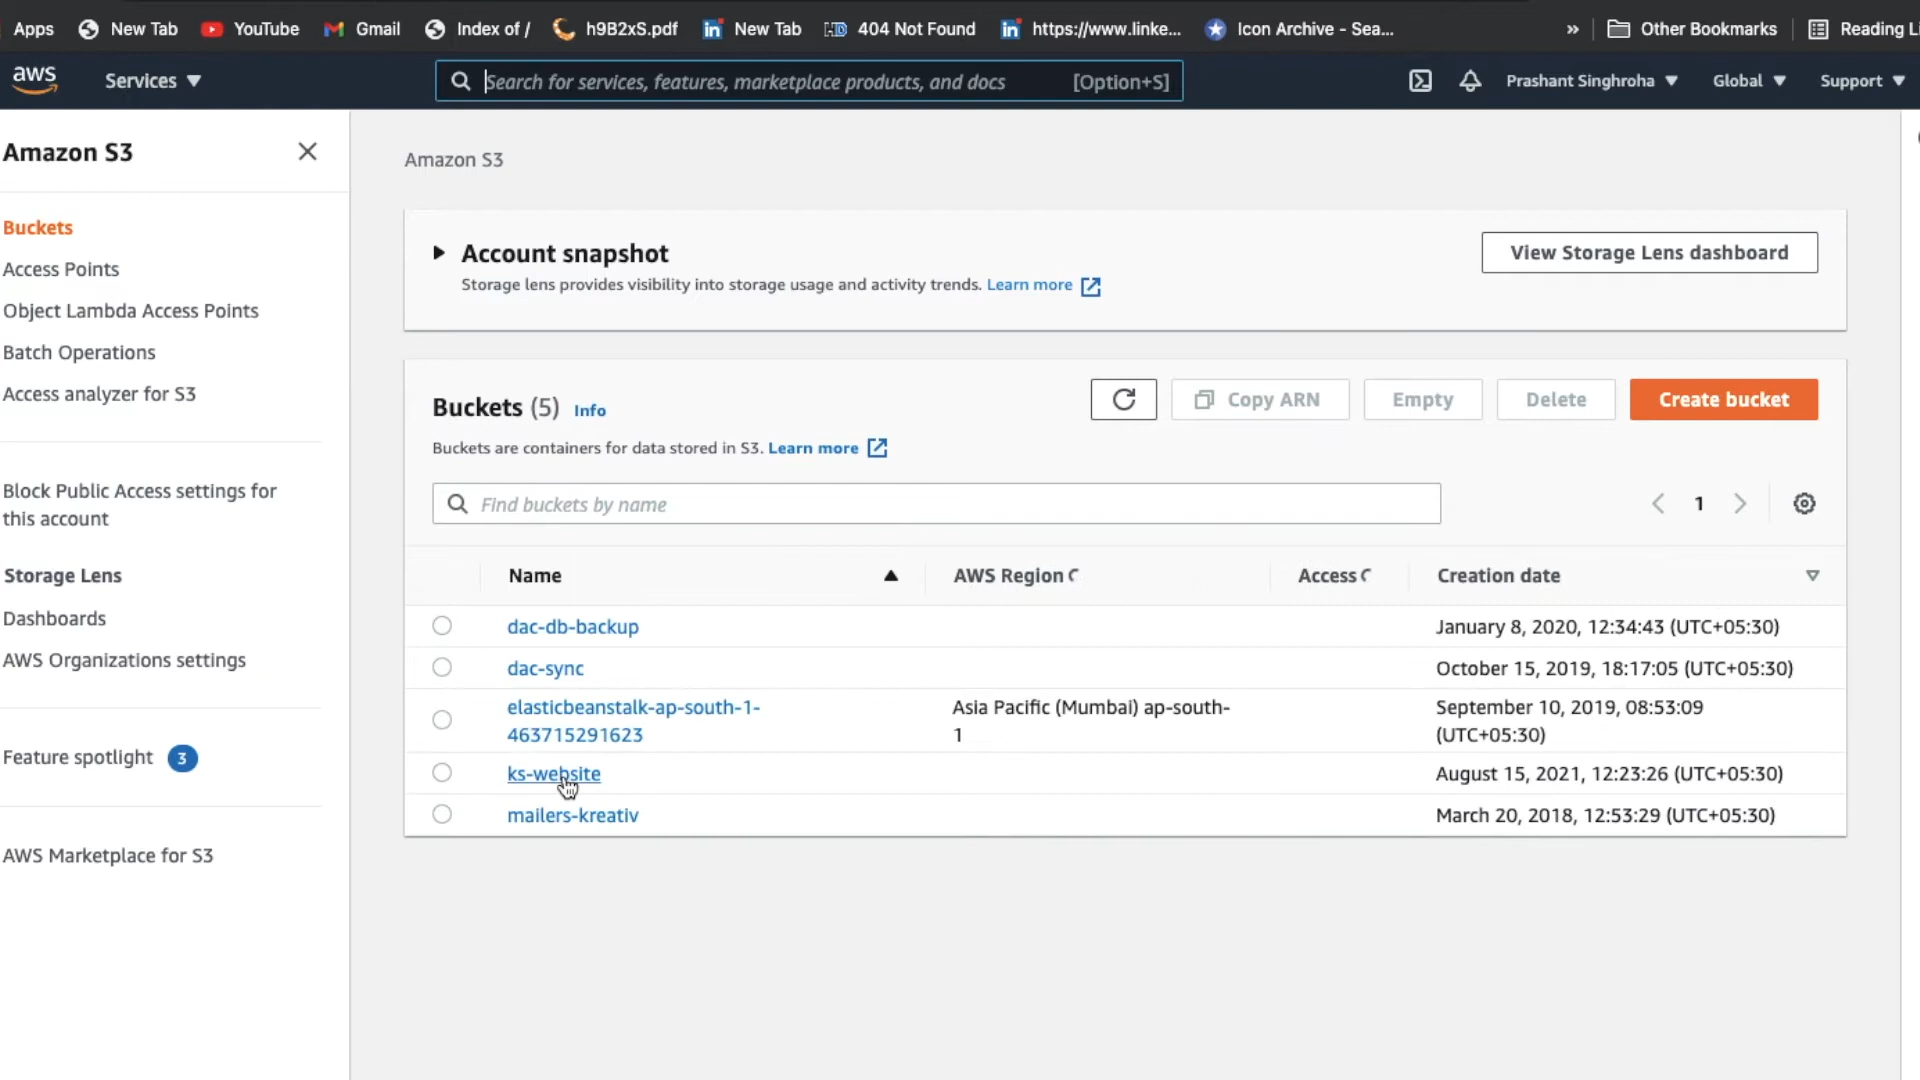 Apps New Tab YouTube Gmail Index of / h9B2xS.pdf New Tab 404 Not Found https://www.linke... Icon Archive - Sea... » Other Bookmarks Reading Li
aws Services Search for services, features, marketplace products, and docs [Option+S] Prashant Singhroha Global Support
Amazon S3
Buckets
Access Points
Object Lambda Access Points
Batch Operations
Access analyzer for S3
Block Public Access settings for
this account
Storage Lens
Dashboards
AWS Organizations settings
Feature spotlight 3
AWS Marketplace for S3
Amazon S3
Account snapshot
View Storage Lens dashboard
Storage lens provides visibility into storage usage and activity trends. Learn more
Buckets (5) Info
Copy ARN Empty Delete Create bucket
Buckets are containers for data stored in S3. Learn more
Find buckets by name
1
Name AWS Region Access Creation date
dac-db-backup January 8, 2020, 12:34:43 (UTC+05:30)
dac-sync October 15, 2019, 18:17:05 (UTC+05:30)
elasticbeanstalk-ap-south-1- Asia Pacific (Mumbai) ap-south- September 10, 2019, 08:53:09
463715291623 1 (UTC+05:30)
ks-website August 15, 2021, 12:23:26 (UTC+05:30)
mailers-kreativ March 20, 2018, 12:53:29 (UTC+05:30)